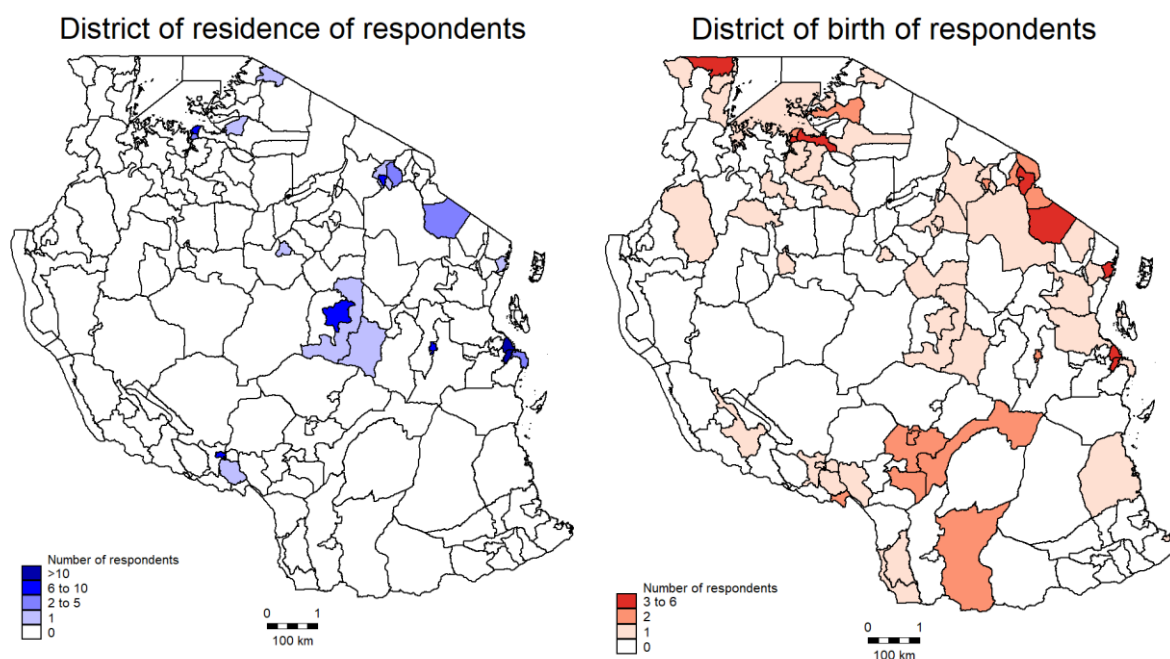 District of residence of respondents
Number of respondents
>10
6 to 10
2 to 5
1
0
0 1
100 km
District of birth of respondents
Number of respondents
3 to 6
2
1
0
0 1
100 km